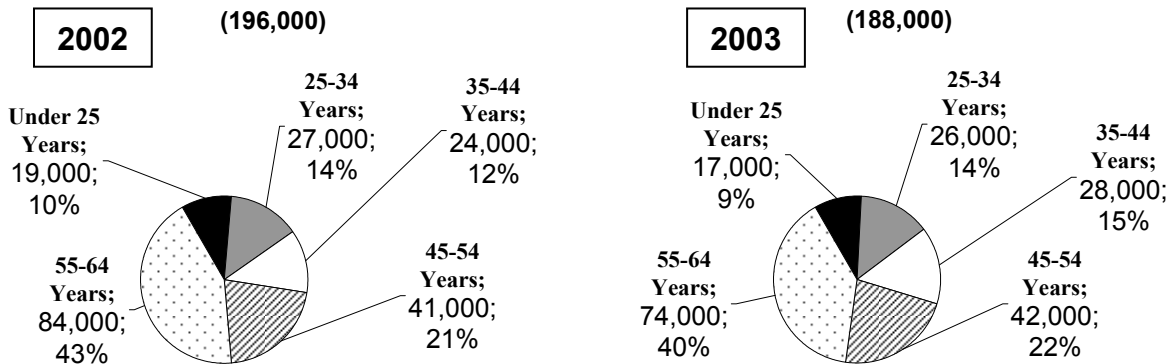 2002
(196,000)
25-34
Years;
27,000;
14%
35-44
Years;
24,000;
12%
Under 25
Years;
19,000;
10%
55-64
Years;
84,000;
43%
45-54
Years;
41,000;
21%
2003
(188,000)
25-34
Years;
26,000;
14%
35-44
Years;
28,000;
15%
Under 25
Years;
17,000;
9%
55-64
Years;
74,000;
40%
45-54
Years;
42,000;
22%